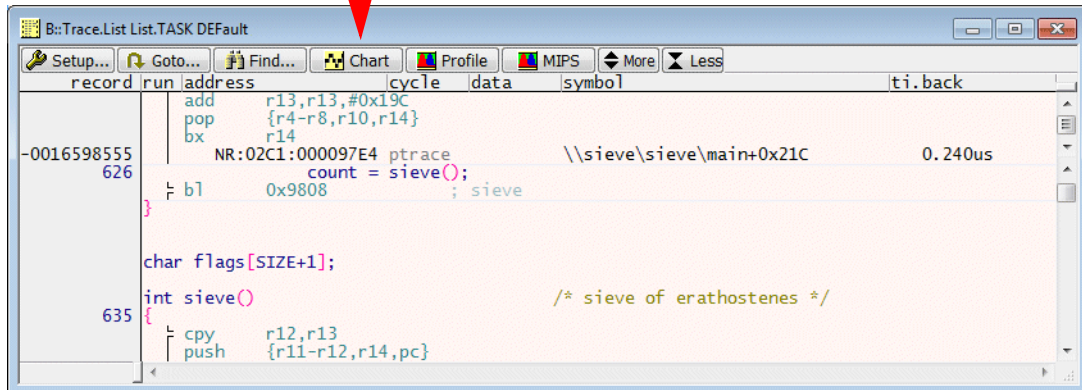 B::Trace.List List.TASK DEFault
Setup... Goto... Find... Chart Profile MIPS More Less
record run address cycle data symbol ti.back
add r13,r13,#0x19C
pop {r4-r8,r10,r14}
bx r14
-0016598555 NR:02C1:000097E4 ptrace \\sieve\sieve\main+0x21C 0.240us
626 count = sieve();
bl 0x9808 ; sieve
}
char flags[SIZE+1];
int sieve() /* sieve of erathostenes */
635 {
cpy r12,r13
push {r11-r12,r14,pc}